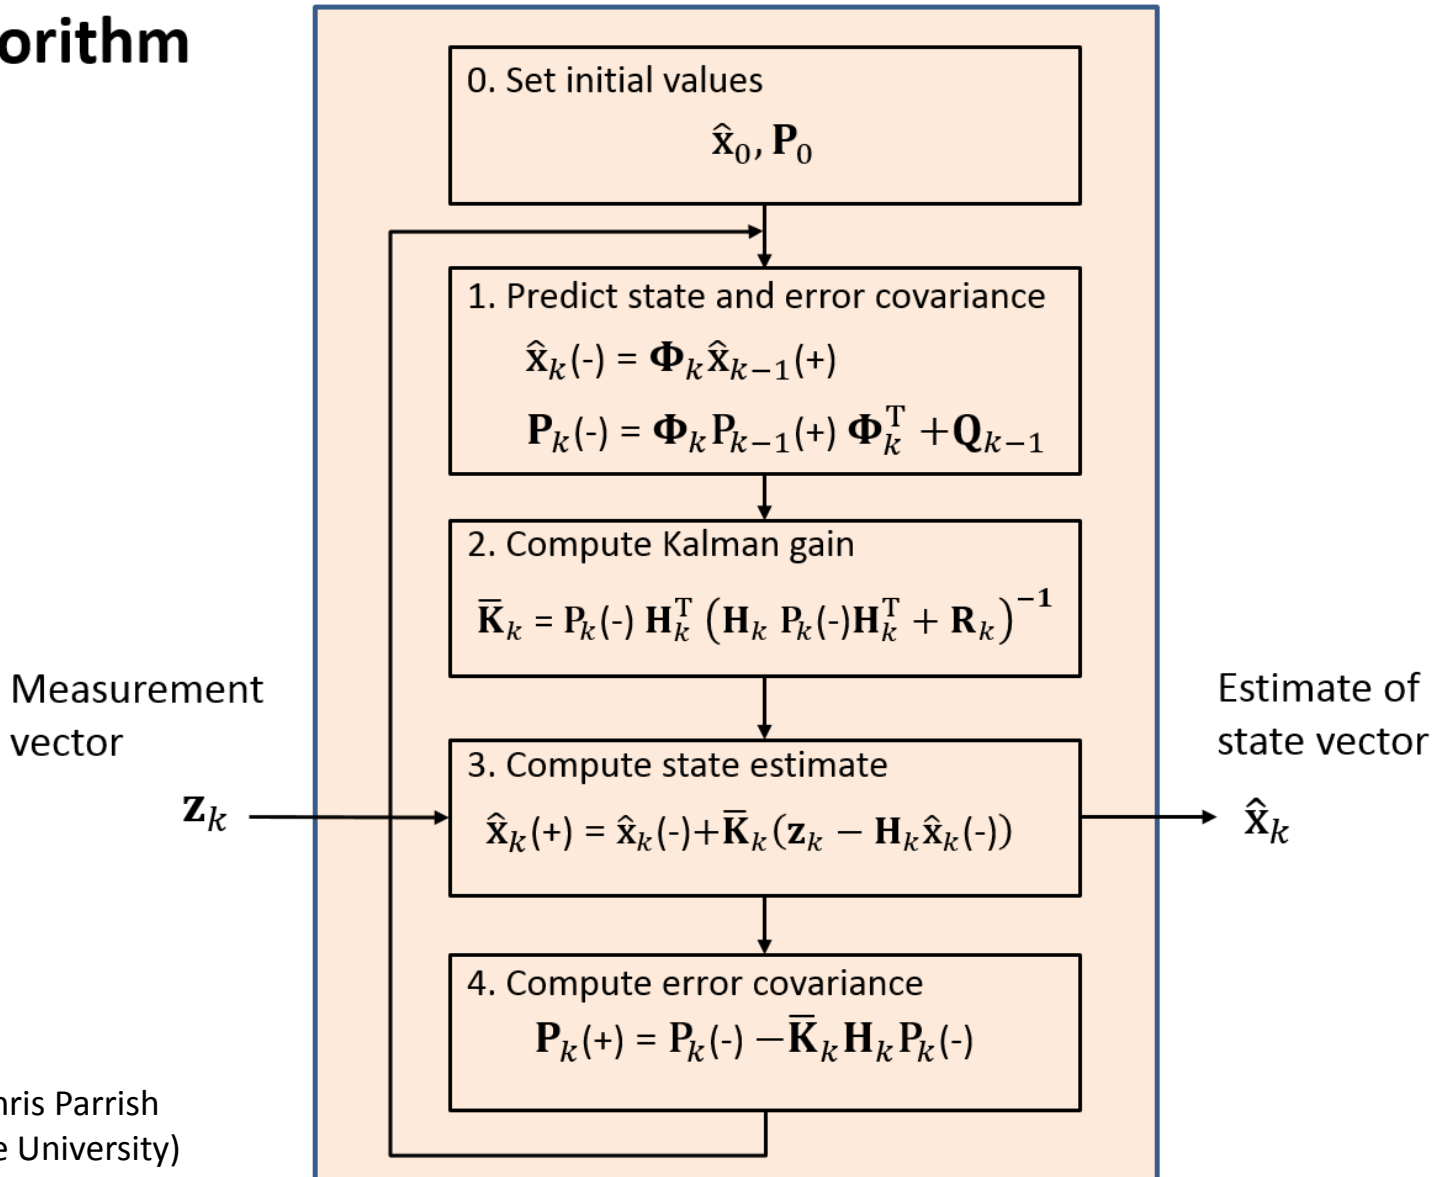 orithm
0. Set initial values
x̂₀, P₀
1. Predict state and error covariance
x̂ₖ(-) = Φₖx̂ₖ₋₁(+)
Pₖ(-) = ΦₖPₖ₋₁(+) Φₖᵀ +Qₖ₋₁
2. Compute Kalman gain
K̄ₖ = Pₖ(-) Hₖᵀ (Hₖ Pₖ(-)Hₖᵀ + Rₖ)⁻¹
Measurement
vector
zₖ
3. Compute state estimate
x̂ₖ(+) = x̂ₖ(-)+K̄ₖ(zₖ − Hₖx̂ₖ(-))
Estimate of
state vector
x̂ₖ
4. Compute error covariance
Pₖ(+) = Pₖ(-) −K̄ₖHₖPₖ(-)
hris Parrish
e University)